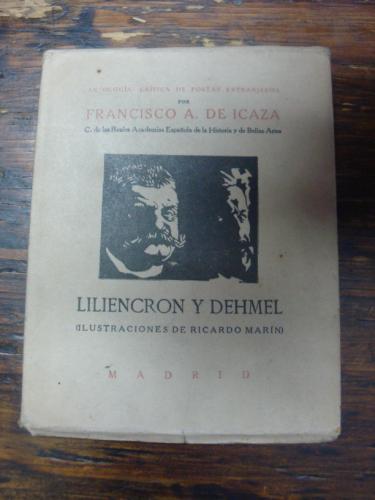 ANTOLOGÍA CRÍTICA DE POETAS EXTRANJEROS
POR
FRANCISCO A. DE ICAZA
C. de las Reales Academias Española de la Historia y de Bellas Artes
LILIENCRON Y DEHMEL
(ILUSTRACIONES DE RICARDO MARÍN)
MADRID